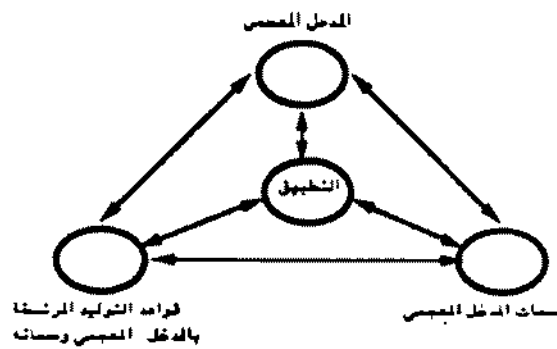 المدخل المعجمي
التطبيق
سمات المدخل المعجمي
قواعد التوليد المرتبطة
بالمدخل المعجمي وسماته